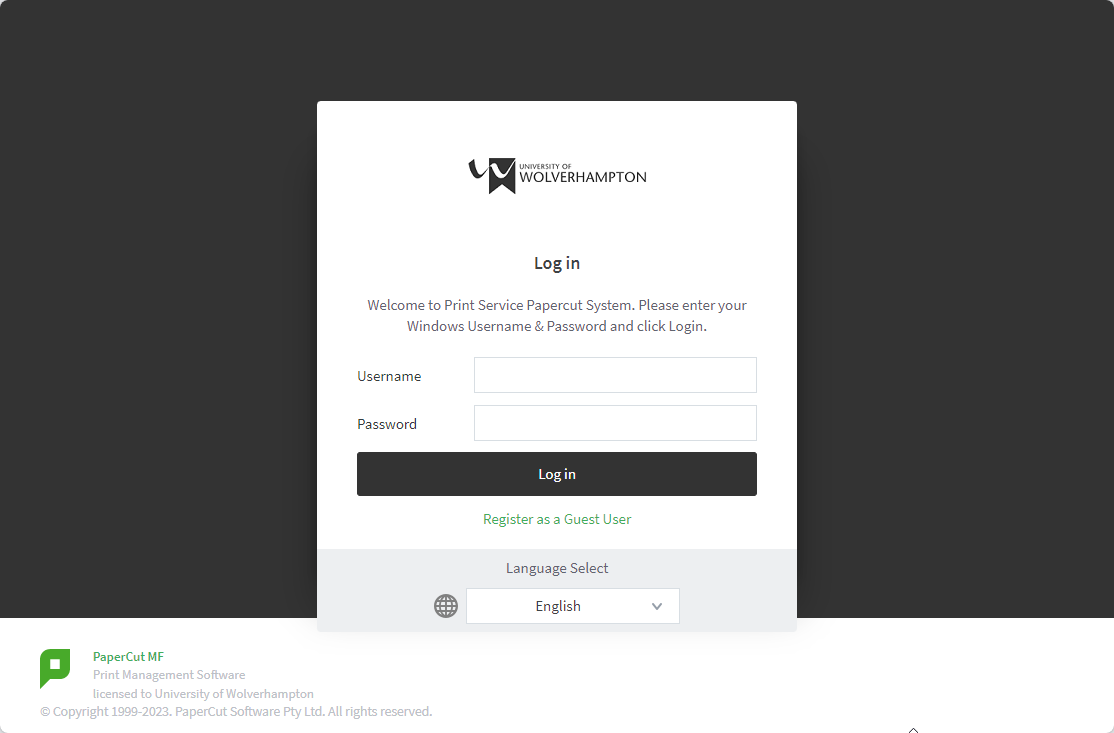 UNIVERSITY OF
WOLVERHAMPTON
Log in
Welcome to Print Service Papercut System. Please enter your
Windows Username & Password and click Login.
Username
Password
Log in
Register as a Guest User
Language Select
English
PaperCut MF
Print Management Software
licensed to University of Wolverhampton
© Copyright 1999-2023. PaperCut Software Pty Ltd. All rights reserved.